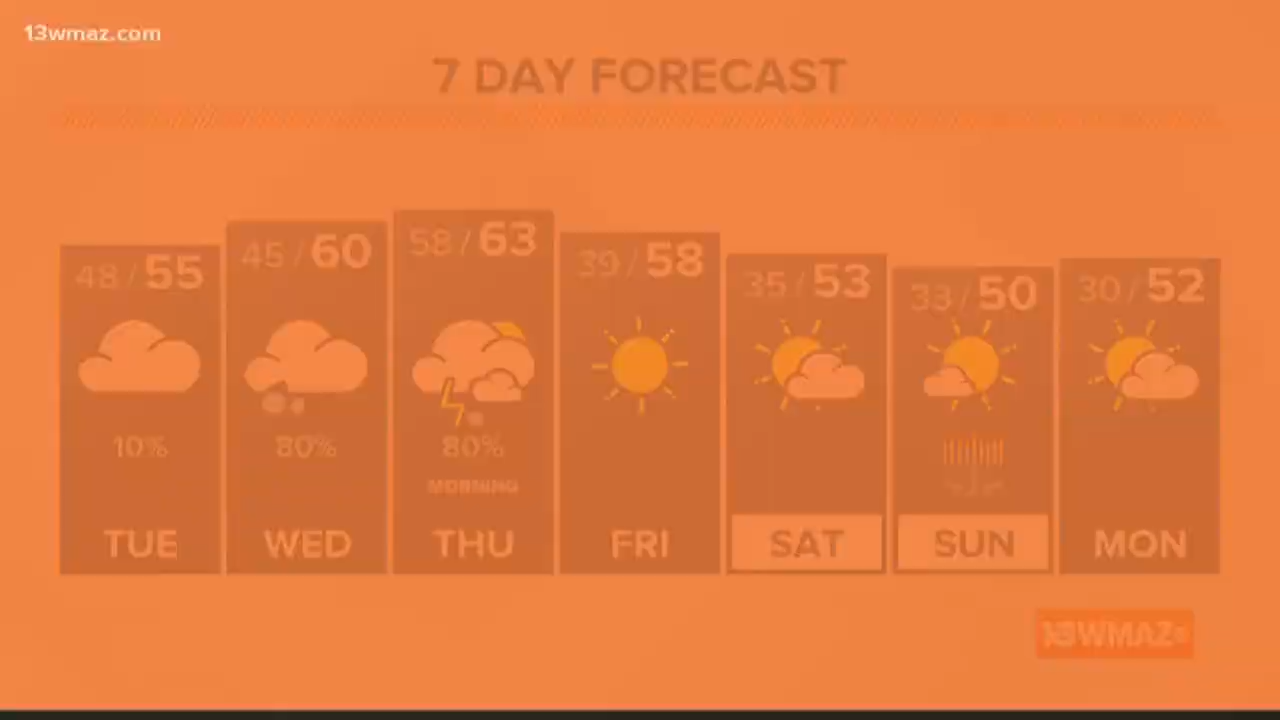 13wmaz.com
7 DAY FORECAST
48/55
45/60
58/63
39/58
35/53
33/50
30/52
10%
80%
80%
MORNING
TUE
WED
THU
FRI
SAT
SUN
MON
13WMAZ